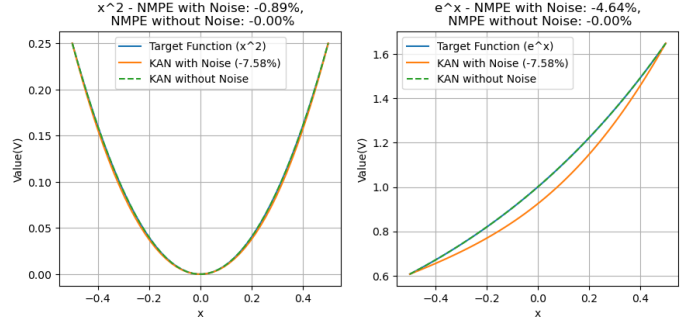 x^2 - NMPE with Noise: -0.89%,
NMPE without Noise: -0.00%
Target Function (x^2)
KAN with Noise (-7.58%)
KAN without Noise
0.25
0.20
0.15
0.10
0.05
0.00
Value(V)
−0.4 −0.2 0.0 0.2 0.4
x
e^x - NMPE with Noise: -4.64%,
NMPE without Noise: -0.00%
Target Function (e^x)
KAN with Noise (-7.58%)
KAN without Noise
1.6
1.4
1.2
1.0
0.8
0.6
Value(V)
−0.4 −0.2 0.0 0.2 0.4
x